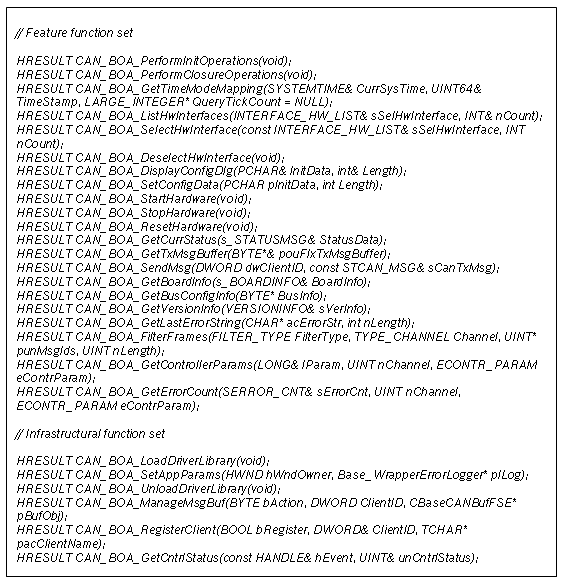 // Feature function set
HRESULT CAN_BOA_PerformInitOperations(void);
HRESULT CAN_BOA_PerformClosureOperations(void);
HRESULT CAN_BOA_GetTimeModeMapping(SYSTEMTIME& CurrSysTime, UINT64&
TimeStamp, LARGE_INTEGER* QueryTickCount = NULL);
HRESULT CAN_BOA_ListHwInterfaces(INTERFACE_HW_LIST& sSelHwInterface, INT& nCount);
HRESULT CAN_BOA_SelectHwInterface(const INTERFACE_HW_LIST& sSelHwInterface, INT
nCount);
HRESULT CAN_BOA_DeselectHwInterface(void);
HRESULT CAN_BOA_DisplayConfigDlg(PCHAR& InitData, int& Length);
HRESULT CAN_BOA_SetConfigData(PCHAR pInitData, int Length);
HRESULT CAN_BOA_StartHardware(void);
HRESULT CAN_BOA_StopHardware(void);
HRESULT CAN_BOA_ResetHardware(void);
HRESULT CAN_BOA_GetCurrStatus(s_STATUSMSG& StatusData);
HRESULT CAN_BOA_GetTxMsgBuffer(BYTE*& pouFlxTxMsgBuffer);
HRESULT CAN_BOA_SendMsg(DWORD dwClientID, const STCAN_MSG& sCanTxMsg);
HRESULT CAN_BOA_GetBoardInfo(s_BOARDINFO& BoardInfo);
HRESULT CAN_BOA_GetBusConfigInfo(BYTE* BusInfo);
HRESULT CAN_BOA_GetVersionInfo(VERSIONINFO& sVerInfo);
HRESULT CAN_BOA_GetLastErrorString(CHAR* acErrorStr, int nLength);
HRESULT CAN_BOA_FilterFrames(FILTER_TYPE FilterType, TYPE_CHANNEL Channel, UINT*
punMsgIds, UINT nLength);
HRESULT CAN_BOA_GetControllerParams(LONG& lParam, UINT nChannel, ECONTR_PARAM
eContrParam);
HRESULT CAN_BOA_GetErrorCount(SERROR_CNT& sErrorCnt, UINT nChannel,
ECONTR_PARAM eContrParam);
// Infrastructural function set
HRESULT CAN_BOA_LoadDriverLibrary(void);
HRESULT CAN_BOA_SetAppParams(HWND hWndOwner, Base_WrapperErrorLogger* pILog);
HRESULT CAN_BOA_UnloadDriverLibrary(void);
HRESULT CAN_BOA_ManageMsgBuf(BYTE bAction, DWORD ClientID, CBaseCANBufFSE*
pBufObj);
HRESULT CAN_BOA_RegisterClient(BOOL bRegister, DWORD& ClientID, TCHAR*
pacClientName);
HRESULT CAN_BOA_GetCntrlStatus(const HANDLE& hEvent, UINT& unCntrlStatus);